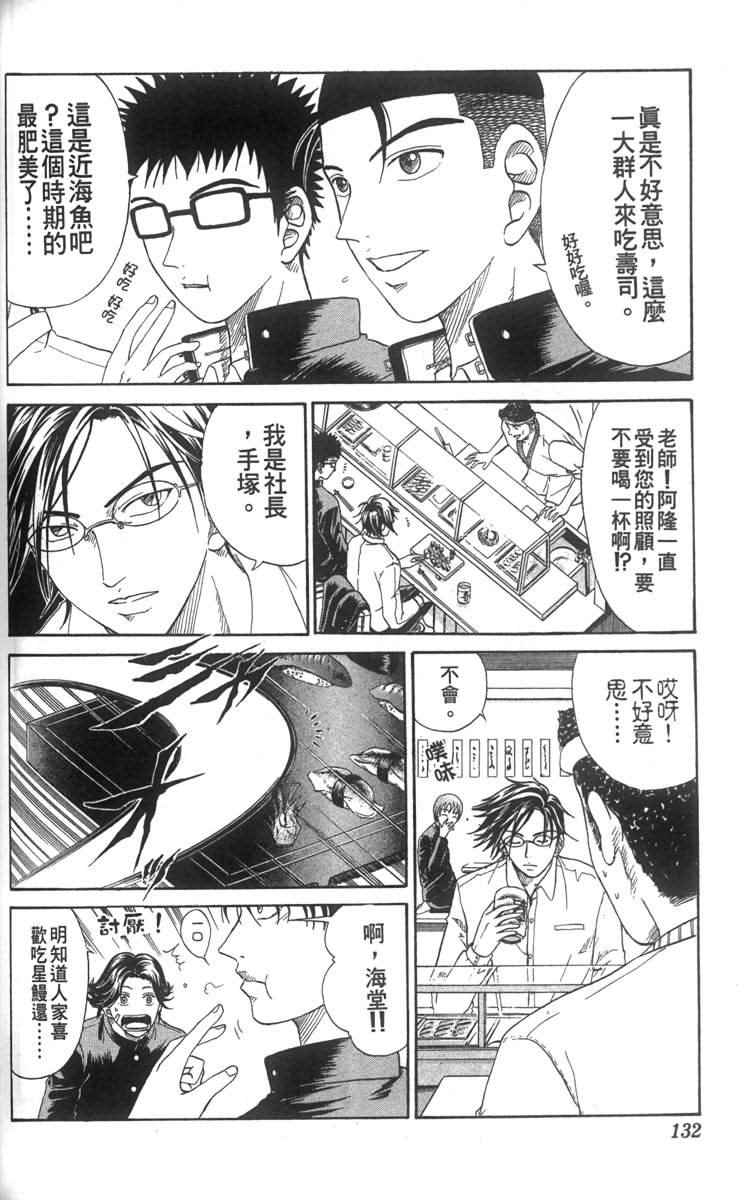 真是不好意思，這麼
一大群人來吃壽司。
好好吃喔。
這是近海魚吧
？這個時期的
最肥美了……
好吃
好吃
老師！阿隆一直
受到您的照顧，要
不要喝一杯啊!?
我是社長
，手塚。
哎呀！
不好意
思……
不會。
噗
哧
啊，海堂!!
一口
討厭！
明知道人家喜
歡吃星鰻還……
132